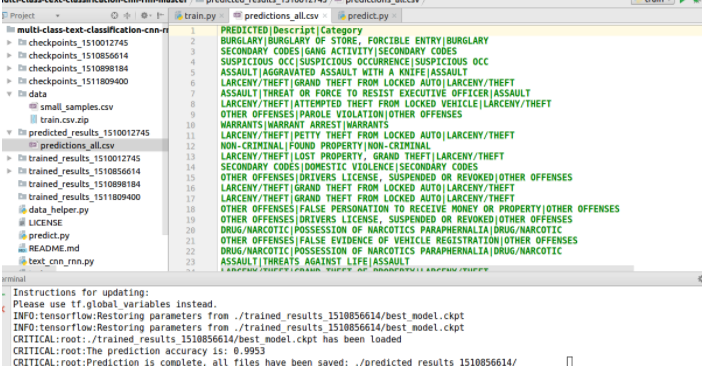 multi-class-text-classification-cnn-rnn-master predicted_results_1510012745 predictions_all.csv train
Project train.py × predictions_all.csv × predict.py ×
multi-class-text-classification-cnn-r
checkpoints_1510012745
checkpoints_1510856614
checkpoints_1510898184
checkpoints_1511809400
data
small_samples.csv
train.csv.zip
predicted_results_1510012745
predictions_all.csv
trained_results_1510012745
trained_results_1510856614
trained_results_1510898184
trained_results_1511809400
data_helper.py
LICENSE
predict.py
README.md
text_cnn_rnn.py
1 PREDICTED|Descript|Category
2 BURGLARY|BURGLARY OF STORE, FORCIBLE ENTRY|BURGLARY
3 SECONDARY CODES|GANG ACTIVITY|SECONDARY CODES
4 SUSPICIOUS OCC|SUSPICIOUS OCCURRENCE|SUSPICIOUS OCC
5 ASSAULT|AGGRAVATED ASSAULT WITH A KNIFE|ASSAULT
6 LARCENY/THEFT|GRAND THEFT FROM LOCKED AUTO|LARCENY/THEFT
7 ASSAULT|THREAT OR FORCE TO RESIST EXECUTIVE OFFICER|ASSAULT
8 LARCENY/THEFT|ATTEMPTED THEFT FROM LOCKED VEHICLE|LARCENY/THEFT
9 OTHER OFFENSES|PAROLE VIOLATION|OTHER OFFENSES
10 WARRANTS|WARRANT ARREST|WARRANTS
11 LARCENY/THEFT|PETTY THEFT FROM LOCKED AUTO|LARCENY/THEFT
12 NON-CRIMINAL|FOUND PROPERTY|NON-CRIMINAL
13 LARCENY/THEFT|LOST PROPERTY, GRAND THEFT|LARCENY/THEFT
14 SECONDARY CODES|DOMESTIC VIOLENCE|SECONDARY CODES
15 OTHER OFFENSES|DRIVERS LICENSE, SUSPENDED OR REVOKED|OTHER OFFENSES
16 LARCENY/THEFT|GRAND THEFT FROM LOCKED AUTO|LARCENY/THEFT
17 LARCENY/THEFT|GRAND THEFT FROM LOCKED AUTO|LARCENY/THEFT
18 OTHER OFFENSES|FALSE PERSONATION TO RECEIVE MONEY OR PROPERTY|OTHER OFFENSES
19 OTHER OFFENSES|DRIVERS LICENSE, SUSPENDED OR REVOKED|OTHER OFFENSES
20 DRUG/NARCOTIC|POSSESSION OF NARCOTICS PARAPHERNALIA|DRUG/NARCOTIC
21 OTHER OFFENSES|FALSE EVIDENCE OF VEHICLE REGISTRATION|OTHER OFFENSES
22 DRUG/NARCOTIC|POSSESSION OF NARCOTICS PARAPHERNALIA|DRUG/NARCOTIC
23 ASSAULT|THREATS AGAINST LIFE|ASSAULT
LARCENY/THEFT|GRAND THEFT OF PROPERTY|LARCENY/THEFT
erminal
Instructions for updating:
Please use tf.global_variables instead.
INFO:tensorflow:Restoring parameters from ./trained_results_1510856614/best_model.ckpt
INFO:tensorflow:Restoring parameters from ./trained_results_1510856614/best_model.ckpt
CRITICAL:root:./trained_results_1510856614/best_model.ckpt has been loaded
CRITICAL:root:The prediction accuracy is: 0.9953
CRITICAL:root:Prediction is complete, all files have been saved: ./predicted_results_1510856614/